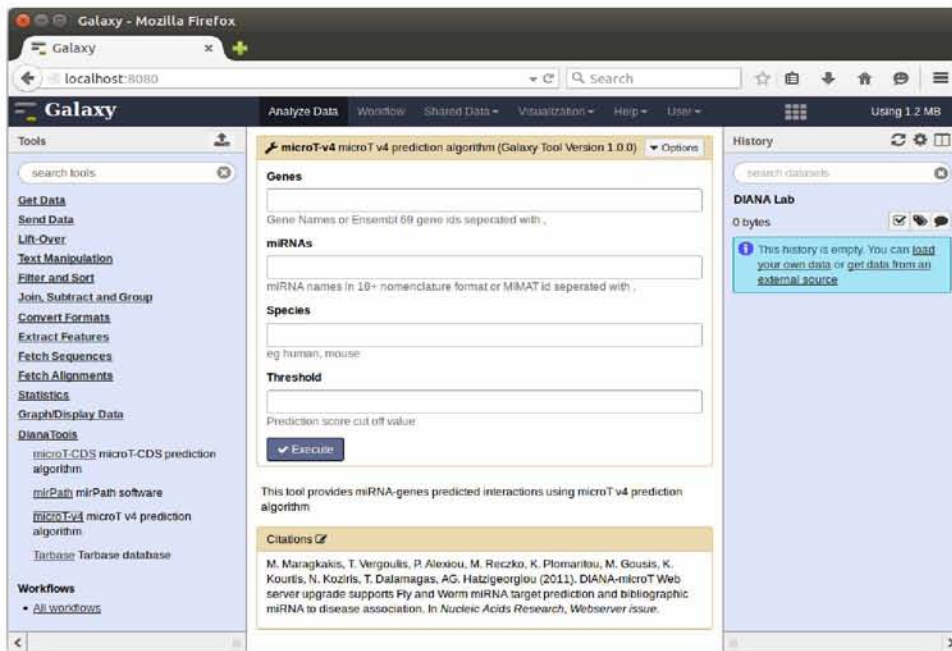 Galaxy - Mozilla Firefox
Galaxy
localhost:8080
Search
Galaxy
Analyze Data
Workflow
Shared Data
Visualization
Help
User
Using 1.2 MB
Tools
search tools
Get Data
Send Data
Lift-Over
Text Manipulation
Filter and Sort
Join, Subtract and Group
Convert Formats
Extract Features
Fetch Sequences
Fetch Alignments
Statistics
Graph/Display Data
DianaTools
microT-CDS microT-CDS prediction
algorithm
mirPath mirPath software
microT-v4 microT v4 prediction
algorithm
Tarbase Tarbase database
Workflows
• All workflows
microT-v4 microT v4 prediction algorithm (Galaxy Tool Version 1.0.0)
Options
Genes
Gene Names or Ensembl 69 gene ids seperated with ,
miRNAs
miRNA names in 18+ nomenclature format or MIMAT id seperated with ,
Species
eg human, mouse
Threshold
Prediction score cut off value
Execute
This tool provides miRNA-genes predicted interactions using microT v4 prediction
algorithm
Citations
M. Maragkakis, T. Vergoulis, P. Alexiou, M. Reczko, K. Plomaritou, M. Gousis, K.
Kourtis, N. Koziris, T. Dalamagas, AG. Hatzigeorgiou (2011). DIANA-microT Web
server upgrade supports Fly and Worm miRNA target prediction and bibliographic
miRNA to disease association. In Nucleic Acids Research, Webserver issue.
History
search datasets
DIANA Lab
0 bytes
This history is empty. You can load
your own data or get data from an
external source